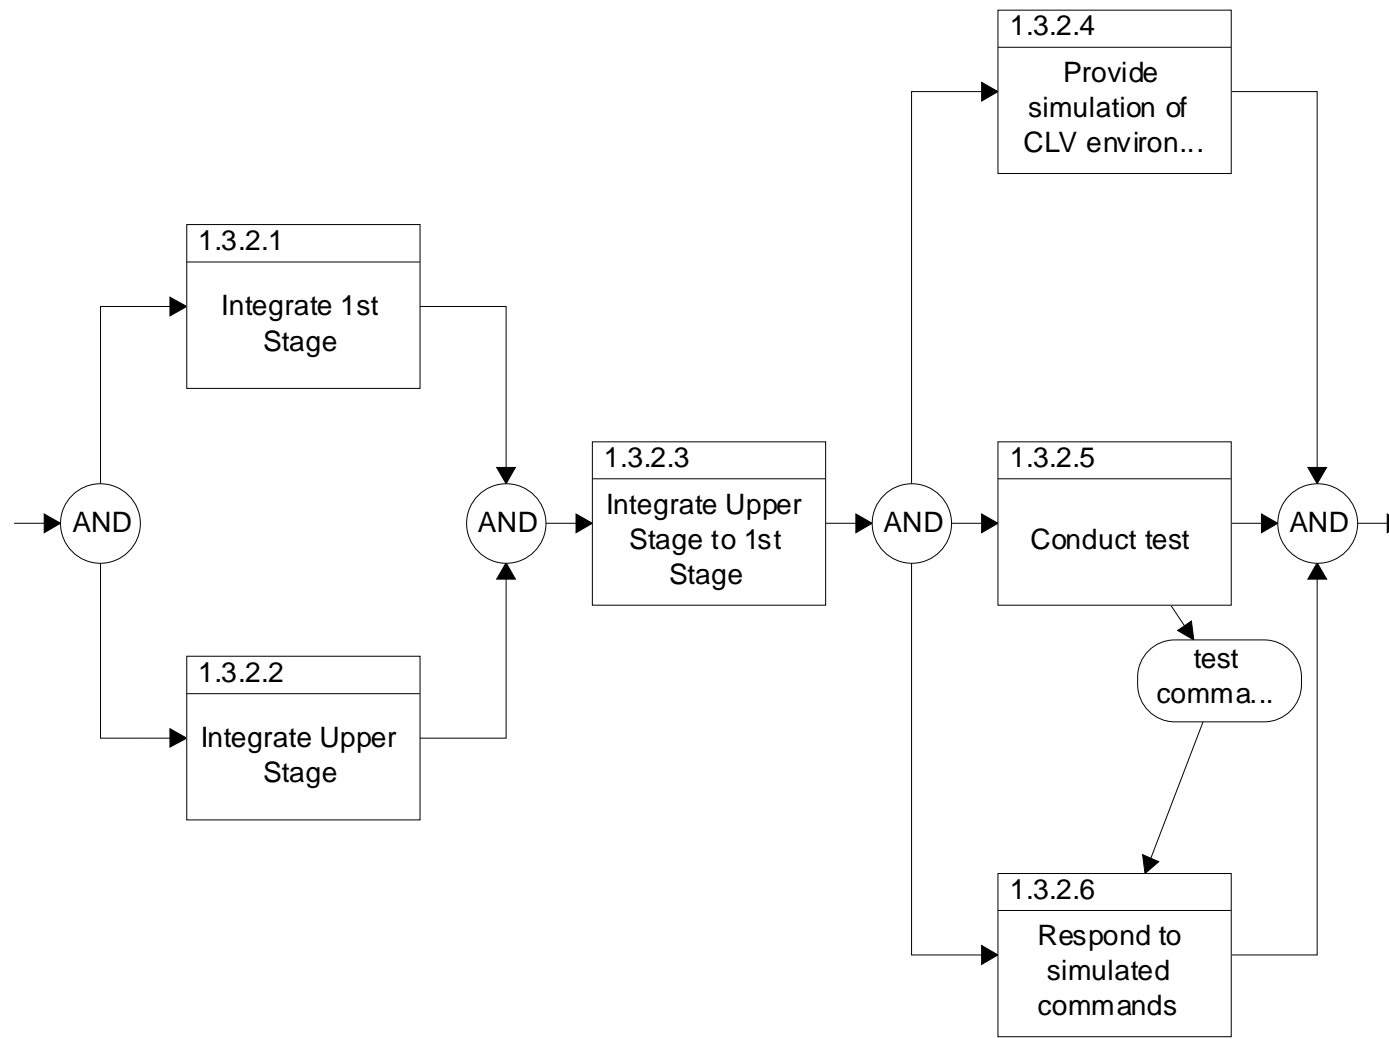 1.3.2.4
Provide
simulation of
CLV environ...
1.3.2.1
Integrate 1st
Stage
1.3.2.3
Integrate Upper
Stage to 1st
Stage
1.3.2.5
Conduct test
AND
AND
AND
AND
test
comma...
1.3.2.2
Integrate Upper
Stage
1.3.2.6
Respond to
simulated
commands